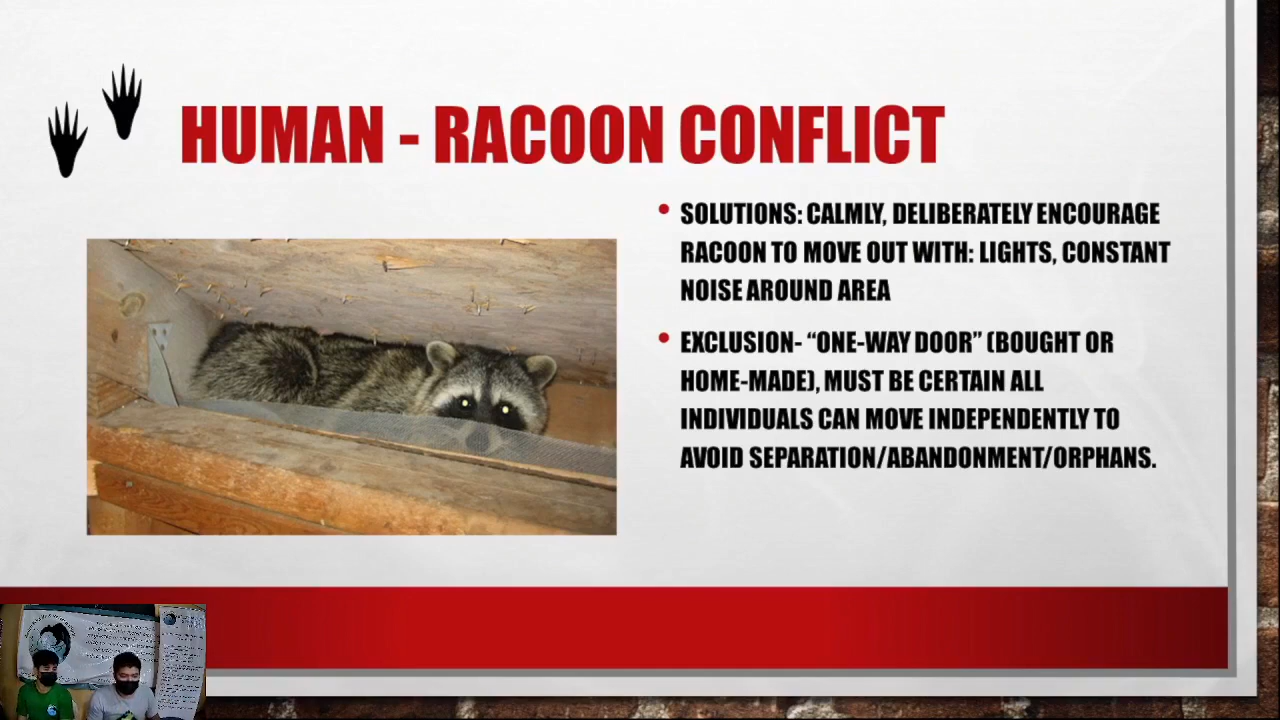 HUMAN - RACOON CONFLICT
SOLUTIONS: CALMLY, DELIBERATELY ENCOURAGE
RACOON TO MOVE OUT WITH: LIGHTS, CONSTANT
NOISE AROUND AREA
EXCLUSION- “ONE-WAY DOOR” (BOUGHT OR
HOME-MADE), MUST BE CERTAIN ALL
INDIVIDUALS CAN MOVE INDEPENDENTLY TO
AVOID SEPARATION/ABANDONMENT/ORPHANS.